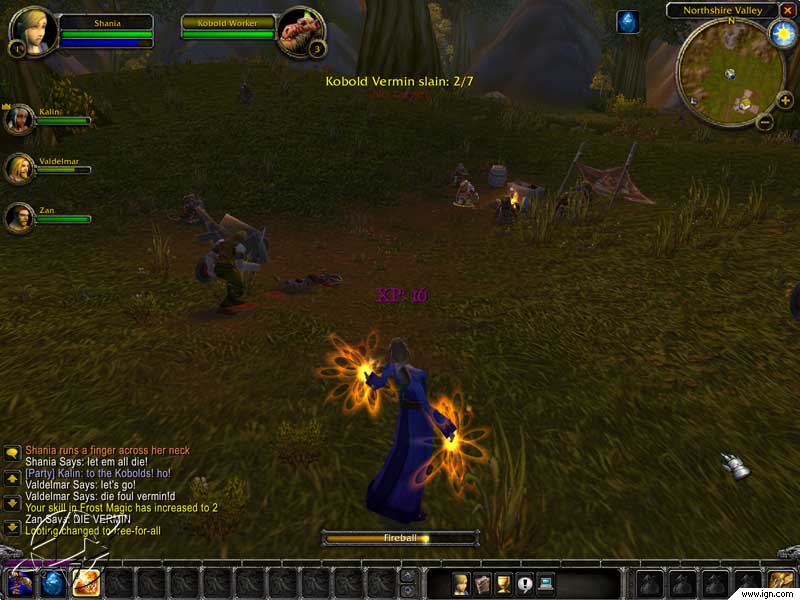 Shania
1
Kobold Worker
3
Northshire Valley
N
Kobold Vermin slain: 2/7
Kalin
Valdelmar
Zan
XP: 16
Shania runs a finger across her neck
Shania Says: let em all die!
[Party] Kalin: to the Kobolds! ho!
Valdelmar Says: let's go!
Valdelmar Says: die foul vermin!d
Your skill in Frost Magic has increased to 2
Zan Says: DIE VERMIN
Looting changed to free-for-all
Fireball
www.ign.com